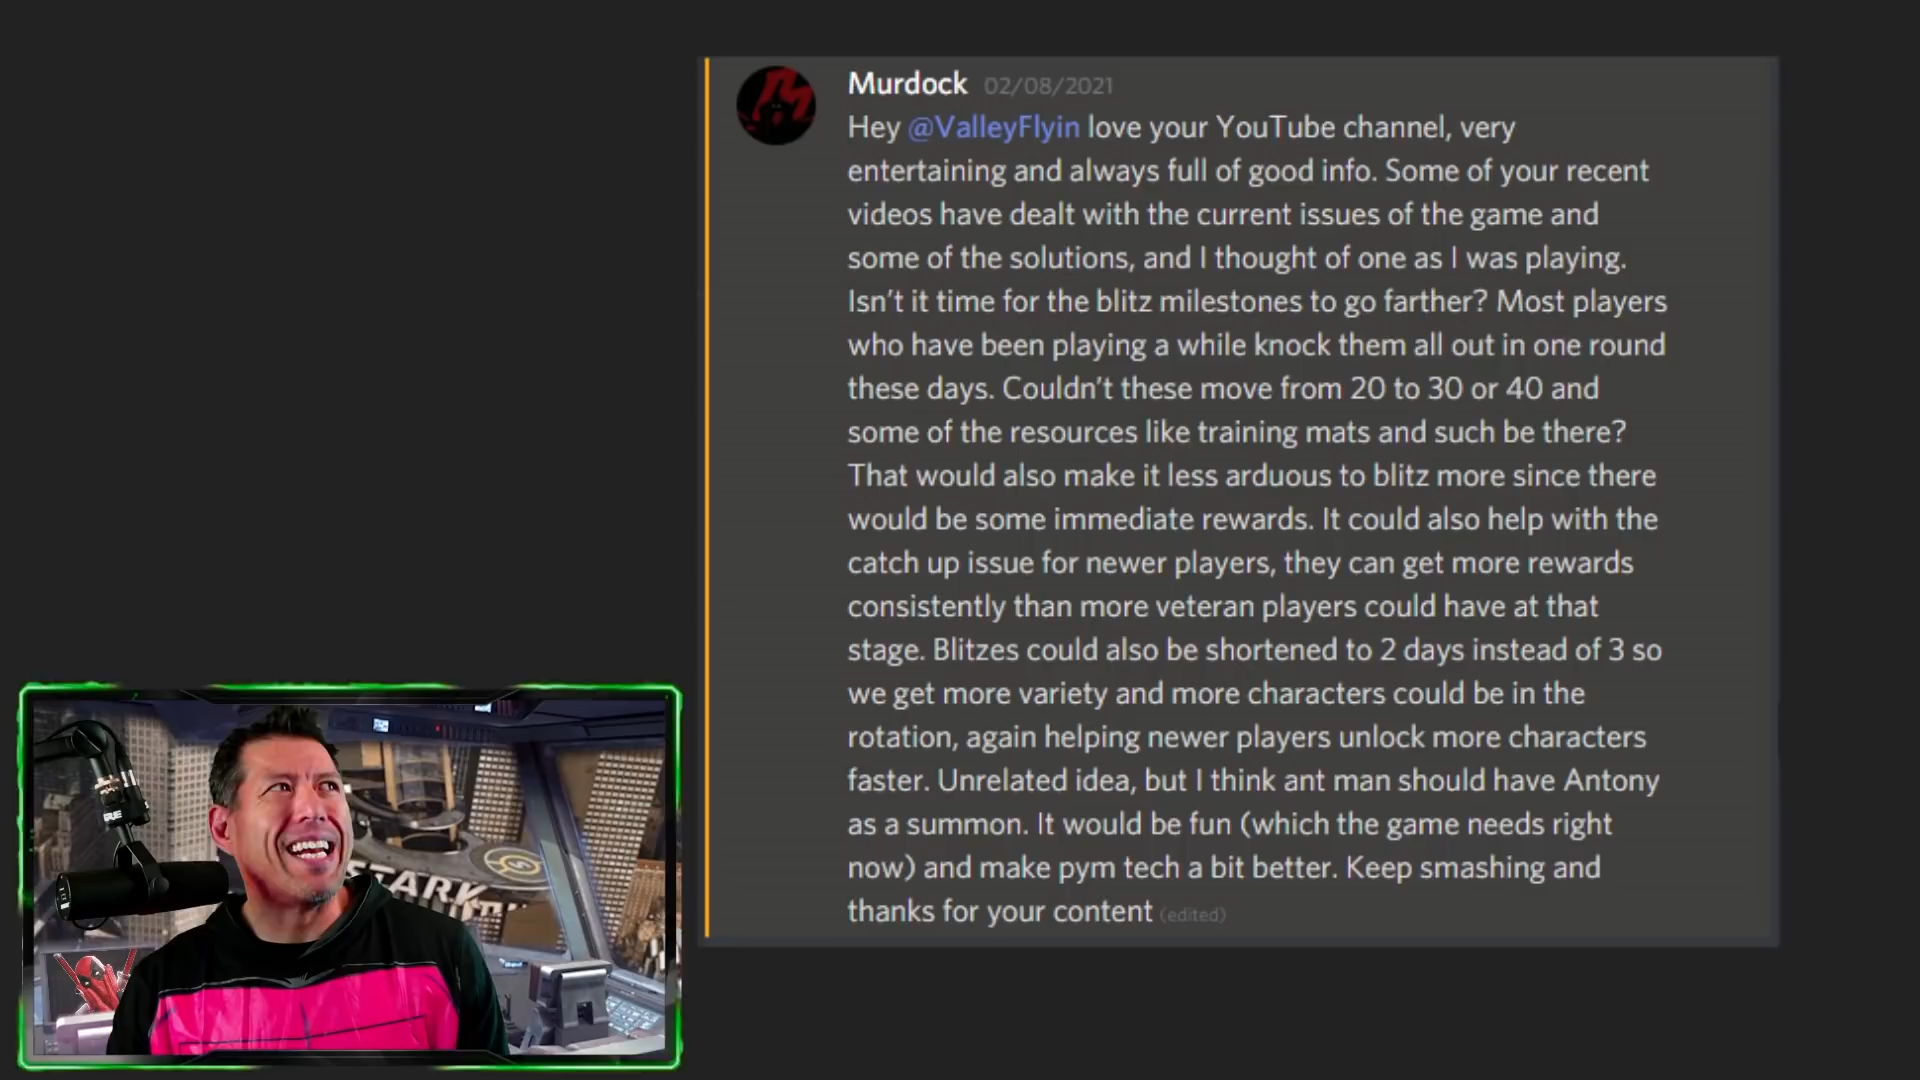 Murdock 02/08/2021
Hey @ValleyFlyin love your YouTube channel, very
entertaining and always full of good info. Some of your recent
videos have dealt with the current issues of the game and
some of the solutions, and I thought of one as I was playing.
Isn't it time for the blitz milestones to go farther? Most players
who have been playing a while knock them all out in one round
these days. Couldn't these move from 20 to 30 or 40 and
some of the resources like training mats and such be there?
That would also make it less arduous to blitz more since there
would be some immediate rewards. It could also help with the
catch up issue for newer players, they can get more rewards
consistently than more veteran players could have at that
stage. Blitzes could also be shortened to 2 days instead of 3 so
we get more variety and more characters could be in the
rotation, again helping newer players unlock more characters
faster. Unrelated idea, but I think ant man should have Antony
as a summon. It would be fun (which the game needs right
now) and make pym tech a bit better. Keep smashing and
thanks for your content (edited)
STARK